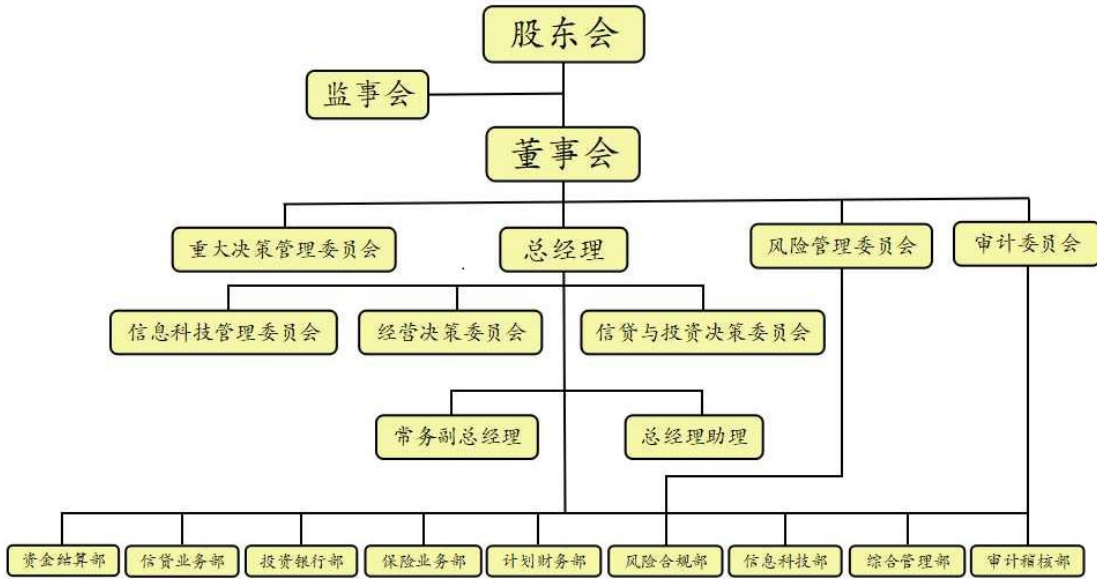 股东会
监事会
董事会
重大决策管理委员会
总经理
风险管理委员会
审计委员会
信息科技管理委员会
经营决策委员会
信贷与投资决策委员会
常务副总经理
总经理助理
资金结算部
信贷业务部
投资银行部
保险业务部
计划财务部
风险合规部
信息科技部
综合管理部
审计稽核部